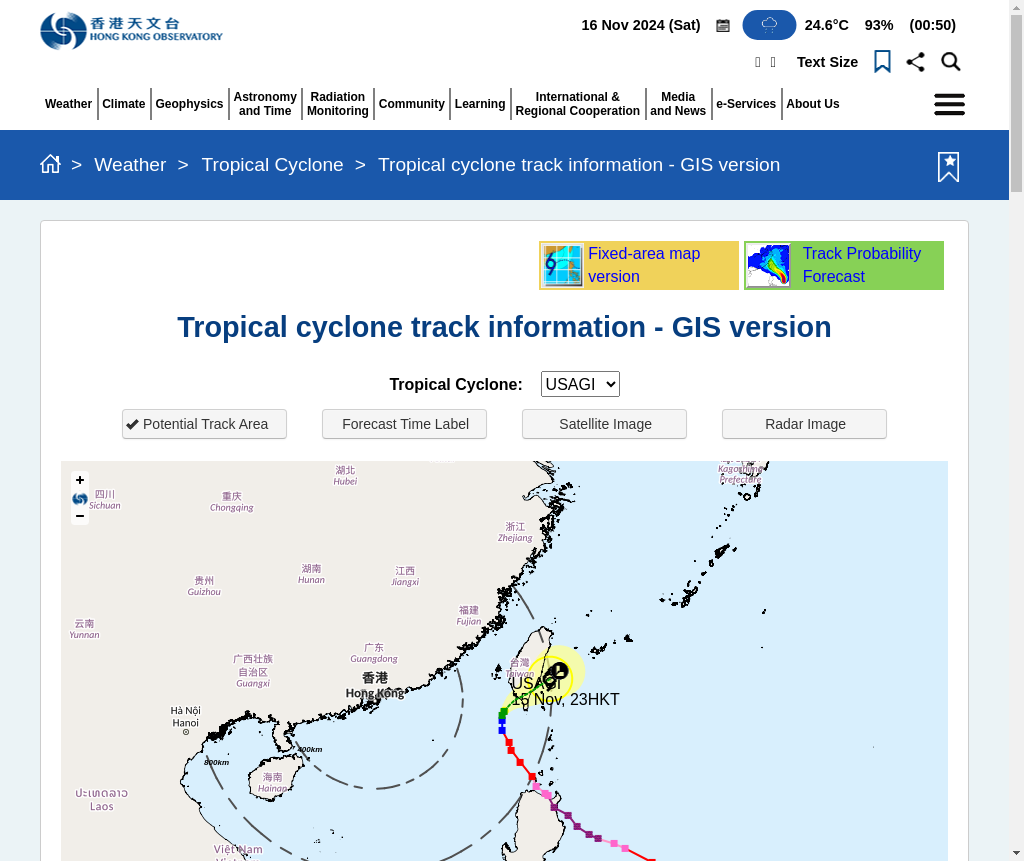 香港天文台
HONG KONG OBSERVATORY
16 Nov 2024 (Sat)
24.6°C
93%
(00:50)
Text Size
Weather
Climate
Geophysics
Astronomy
and Time
Radiation
Monitoring
Community
Learning
International &
Regional Cooperation
Media
and News
e-Services
About Us
> Weather > Tropical Cyclone > Tropical cyclone track information - GIS version
Fixed-area map
version
Track Probability
Forecast
Tropical cyclone track information - GIS version
Tropical Cyclone: USAGI
Potential Track Area
Forecast Time Label
Satellite Image
Radar Image
+
−
四川
Sichuan
重庆
Chongqing
湖北
Hubei
Kagoshima
Prefecture
浙江
Zhejiang
贵州
Guizhou
湖南
Hunan
江西
Jiangxi
云南
Yunnan
福建
Fujian
广东
Guangdong
广西壮族
自治区
Guangxi
香港
Hong Kong
台灣
Taiwan
USAGI
15 Nov, 23HKT
Hà Nội
Hanoi
400km
800km
海南
Hainan
ປະເທດລາວ
Laos
Việt Nam